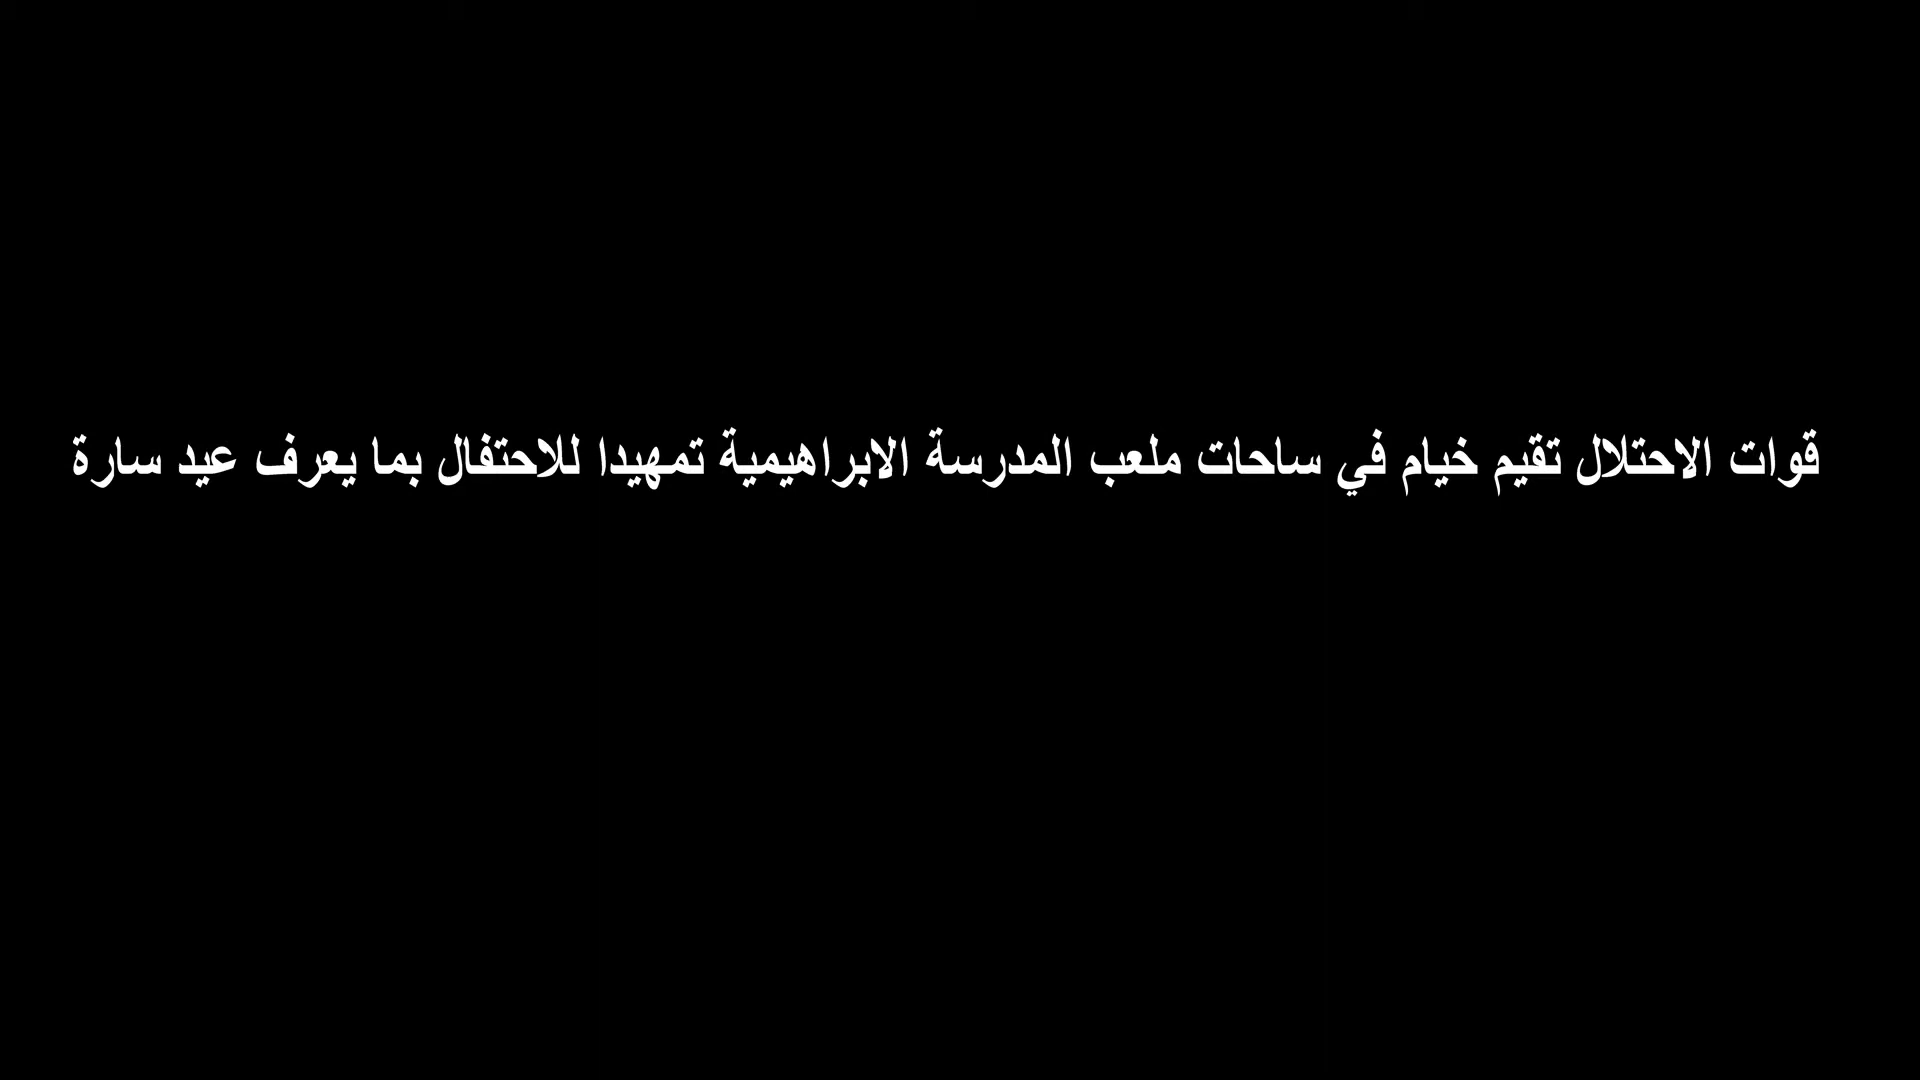 قوات الاحتلال تقيم خيام في ساحات ملعب المدرسة الابراهيمية تمهيدا للاحتفال بما يعرف عيد سارة